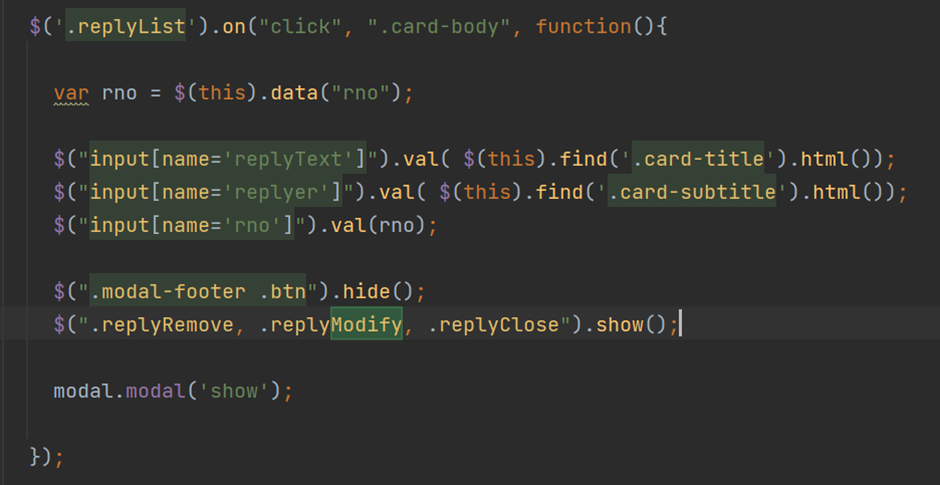 $('.replyList').on("click", ".card-body", function(){
var rno = $(this).data("rno");
$("input[name='replyText']").val( $(this).find('.card-title').html());
$("input[name='replyer']").val( $(this).find('.card-subtitle').html());
$("input[name='rno']").val(rno);
$(".modal-footer .btn").hide();
$(".replyRemove, .replyModify, .replyClose").show();
modal.modal('show');
});